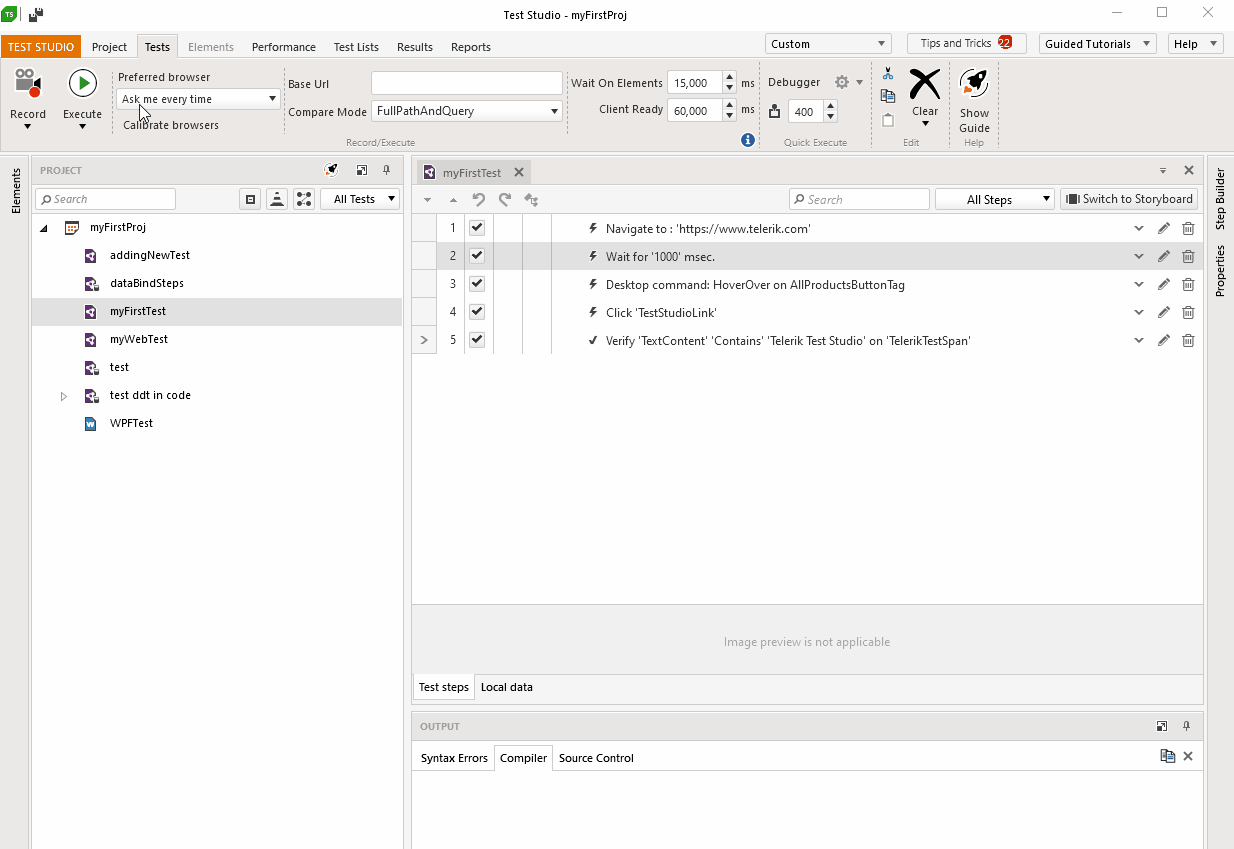 TS
Test Studio - myFirstProj
TEST STUDIO Project Tests Elements Performance Test Lists Results Reports Custom Tips and Tricks 22 Guided Tutorials Help
Record
Execute
Preferred browser
Ask me every time
Calibrate browsers
Base Url
Compare Mode FullPathAndQuery
Wait On Elements 15,000 ms
Client Ready 60,000 ms
Record/Execute
Debugger
400
Quick Execute
Clear
Edit
Show
Guide
Help
Elements
PROJECT
Search
All Tests
myFirstProj
addingNewTest
dataBindSteps
myFirstTest
myWebTest
test
test ddt in code
WPFTest
myFirstTest
Search All Steps Switch to Storyboard
1 Navigate to : 'https://www.telerik.com'
2 Wait for '1000' msec.
3 Desktop command: HoverOver on AllProductsButtonTag
4 Click 'TestStudioLink'
5 Verify 'TextContent' 'Contains' 'Telerik Test Studio' on 'TelerikTestSpan'
Image preview is not applicable
Test steps Local data
OUTPUT
Syntax Errors Compiler Source Control
Step Builder
Properties